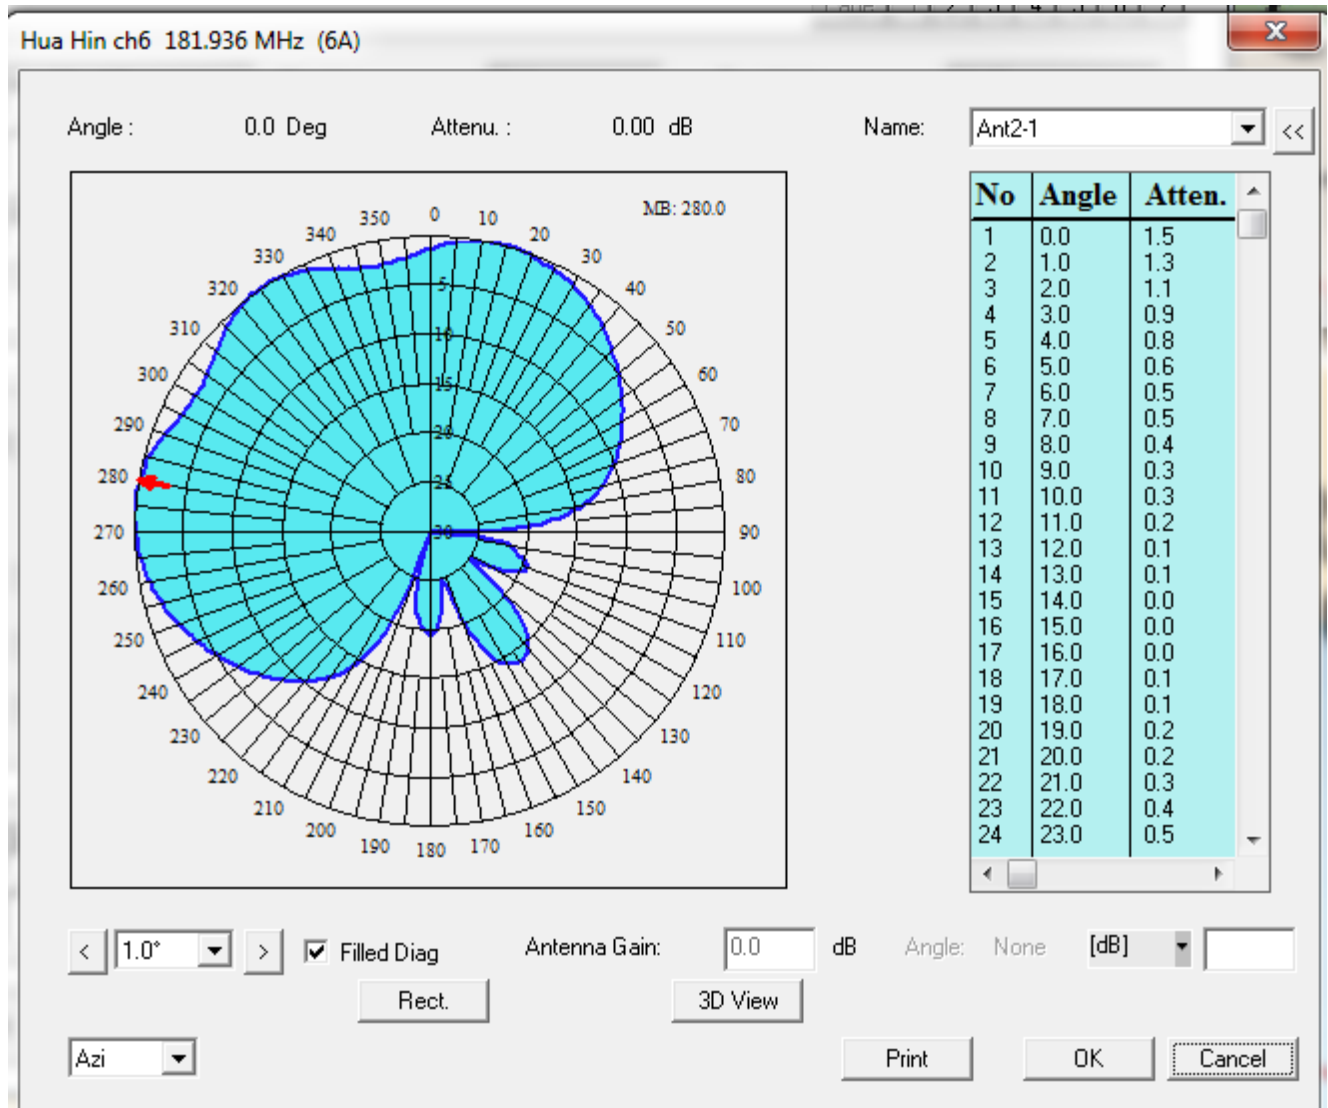 Hua Hin ch6 181.936 MHz (6A)
Angle : 0.0 Deg Attenu. : 0.00 dB Name: Ant2-1 <<
MB: 280.0
0 10 20 30 40 50 60 70 80 90 100 110 120 130 140 150 160 170 180 190 200 210 220 230 240 250 260 270 280 290 300 310 320 330 340 350
5
10
15
20
25
30
No Angle Atten.
1 0.0 1.5
2 1.0 1.3
3 2.0 1.1
4 3.0 0.9
5 4.0 0.8
6 5.0 0.6
7 6.0 0.5
8 7.0 0.5
9 8.0 0.4
10 9.0 0.3
11 10.0 0.3
12 11.0 0.2
13 12.0 0.1
14 13.0 0.1
15 14.0 0.0
16 15.0 0.0
17 16.0 0.0
18 17.0 0.1
19 18.0 0.1
20 19.0 0.2
21 20.0 0.2
22 21.0 0.3
23 22.0 0.4
24 23.0 0.5
< 1.0° > Filled Diag Antenna Gain: 0.0 dB Angle: None [dB]
Rect. 3D View
Azi Print OK Cancel